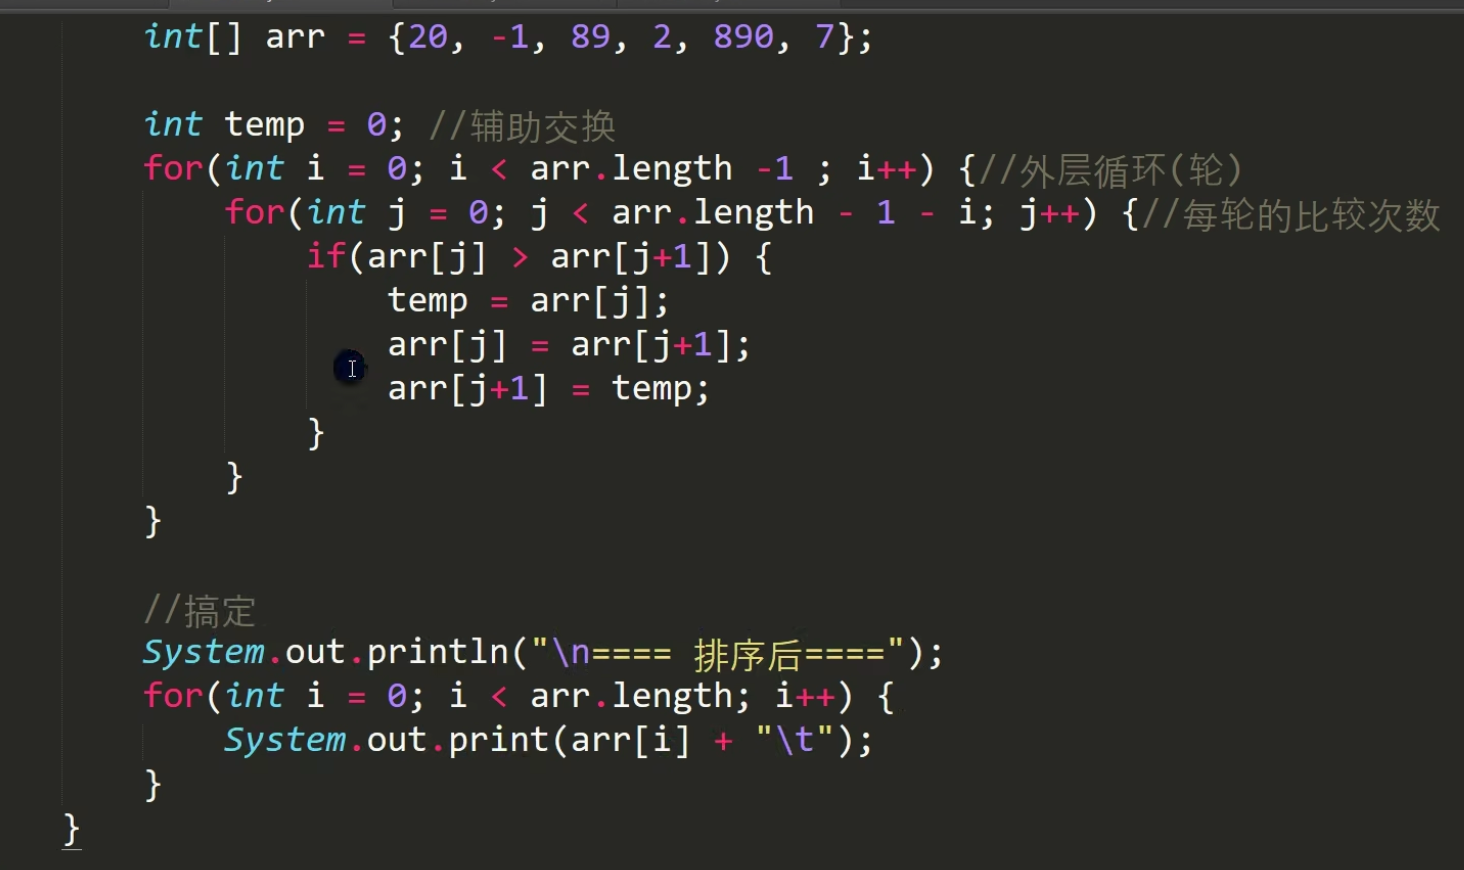 int[] arr = {20, -1, 89, 2, 890, 7};
int temp = 0; //辅助交换
for(int i = 0; i < arr.length -1 ; i++) {//外层循环(轮)
for(int j = 0; j < arr.length - 1 - i; j++) {//每轮的比较次数
if(arr[j] > arr[j+1]) {
temp = arr[j];
arr[j] = arr[j+1];
arr[j+1] = temp;
}
}
}
//搞定
System.out.println("\n==== 排序后====");
for(int i = 0; i < arr.length; i++) {
System.out.print(arr[i] + "\t");
}
}